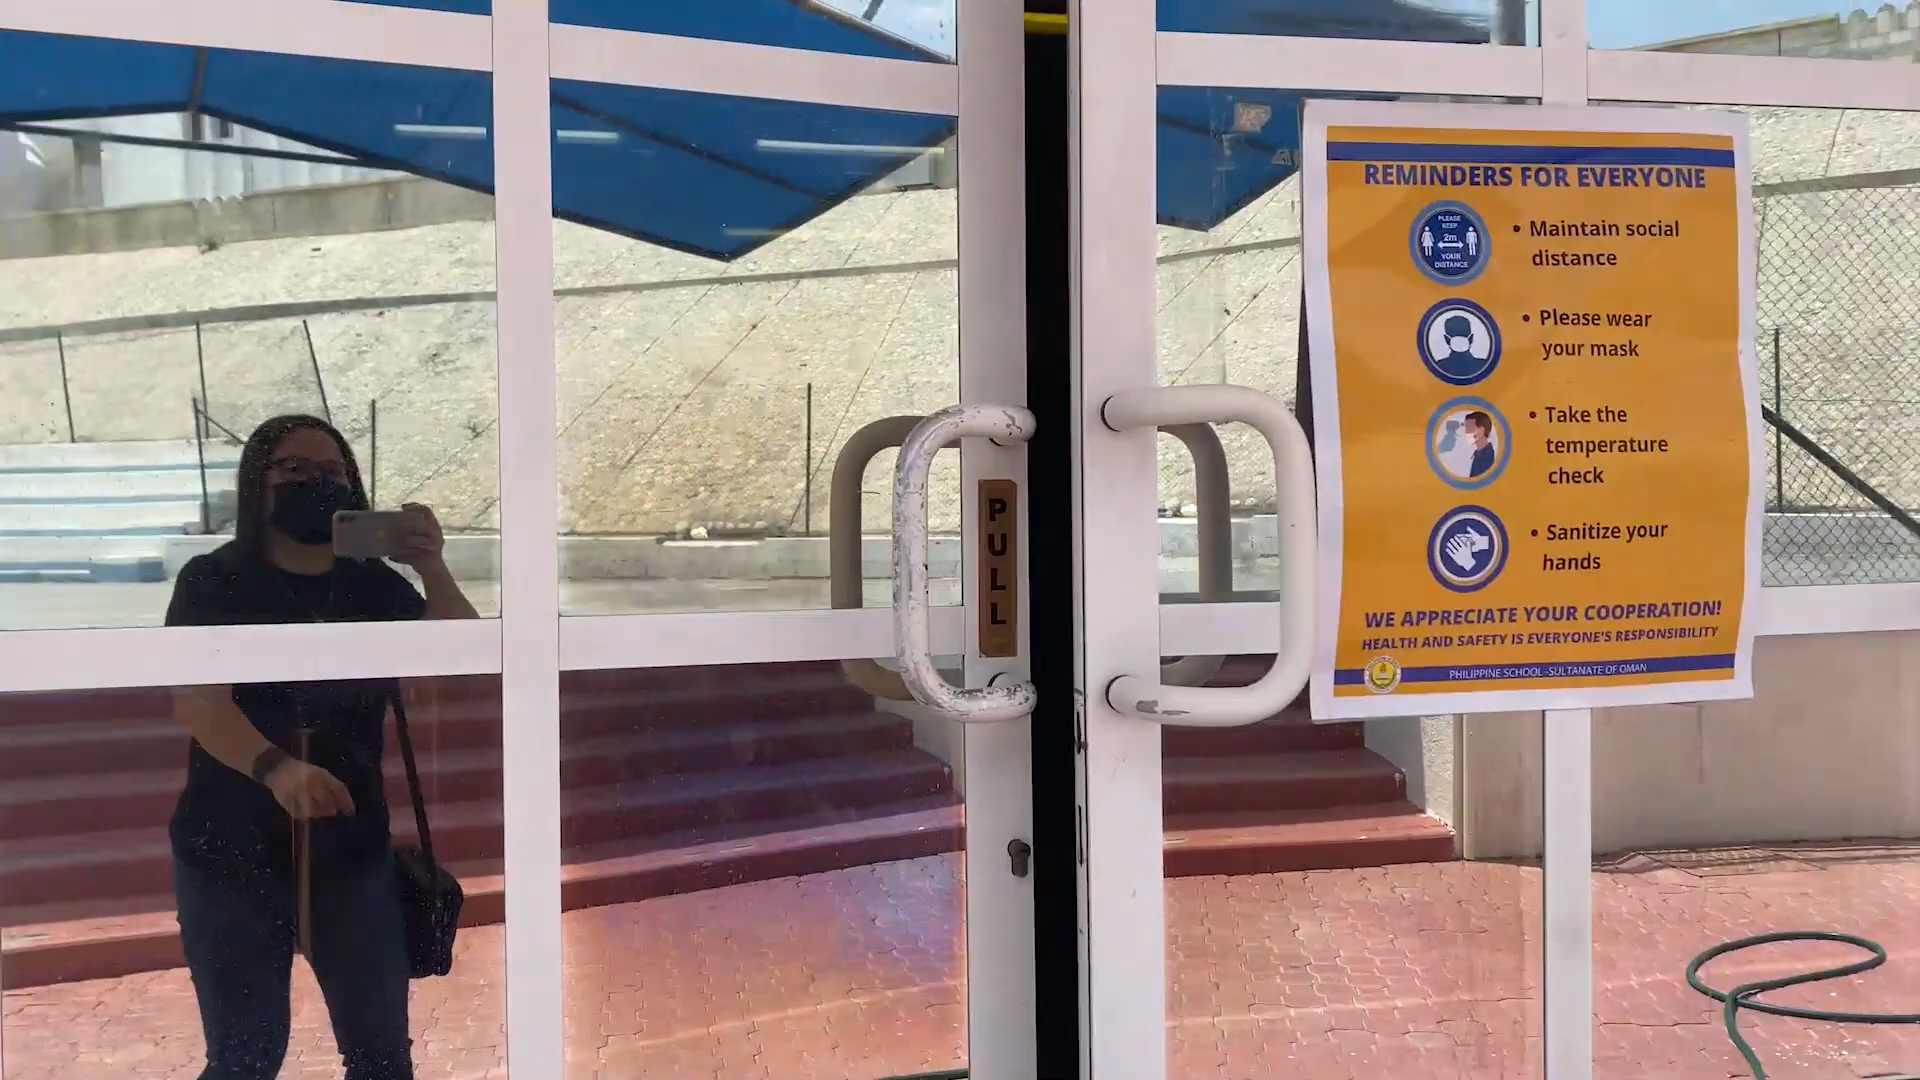 PULL
REMINDERS FOR EVERYONE
PLEASE
KEEP
2m
YOUR
DISTANCE
• Maintain social
distance
• Please wear
your mask
• Take the
temperature
check
• Sanitize your
hands
WE APPRECIATE YOUR COOPERATION!
HEALTH AND SAFETY IS EVERYONE'S RESPONSIBILITY
PHILIPPINE SCHOOL -SULTANATE OF OMAN